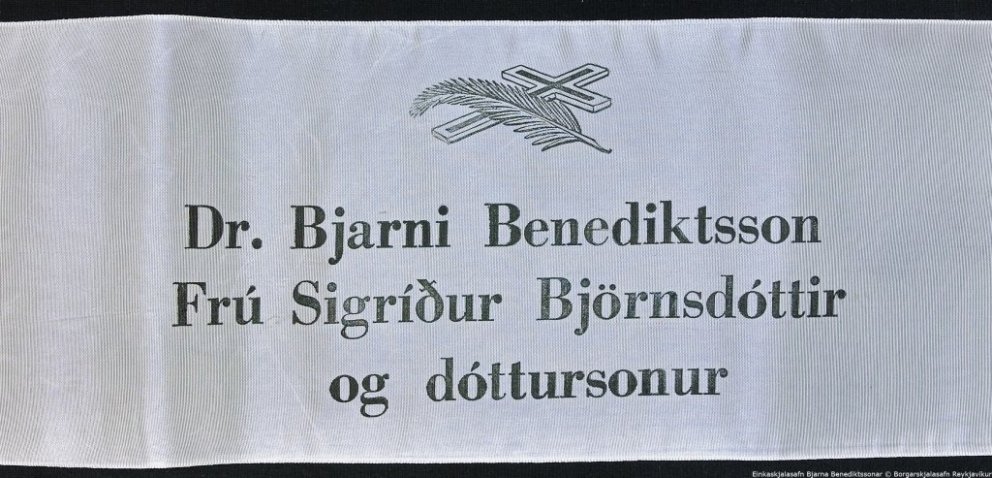 Dr. Bjarni Benediktsson
Frú Sigríður Björnsdóttir
og dóttursonur
Einkaskjalasafn Bjarna Benediktssonar © Borgarskjalasafn Reykjavíkur